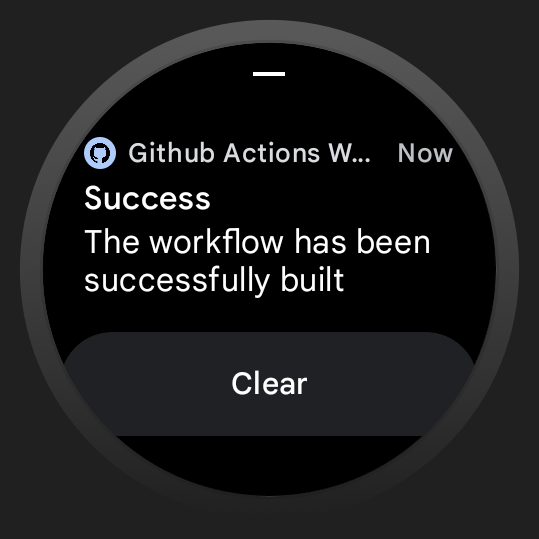 Github Actions W... Now
Success
The workflow has been
successfully built
Clear